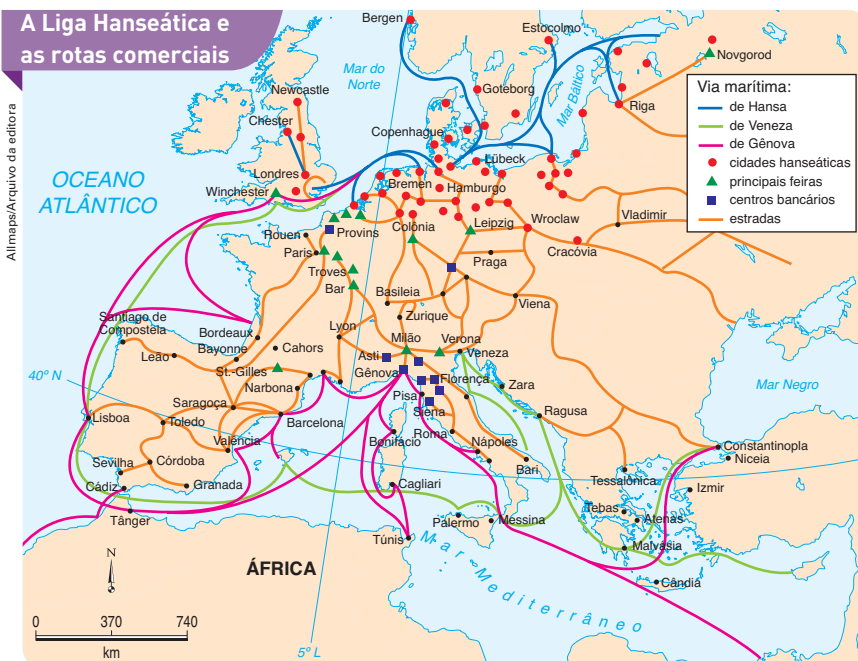 A Liga Hanseática e
as rotas comerciais
Allmaps/Arquivo da editora
Bergen
Estocolmo
Novgorod
Mar do
Norte
Goteborg
Mar Báltico
Riga
Newcastle
Chester
Copenhague
Lübeck
Londres
Winchester
Bremen
Hamburgo
OCEANO
ATLÂNTICO
Via marítima:
de Hansa
de Veneza
de Gênova
cidades hanseáticas
principais feiras
centros bancários
estradas
Rouen
Provins
Colônia
Leipzig
Wroclaw
Vladimir
Paris
Troves
Praga
Cracóvia
Bar
Basileia
Viena
Zurique
Santiago de
Compostela
Bordeaux
Bayonne
Lyon
Cahors
Milão
Verona
Veneza
Leão
St.-Gilles
Asti
Gênova
Florença
Zara
Mar Negro
40º N
Narbona
Pisa
Siena
Ragusa
Saragoça
Lisboa
Toledo
Barcelona
Bonifácio
Roma
Nápoles
Constantinopla
Niceia
Valência
Bari
Sevilha
Córdoba
Tessalônica
Izmir
Cádiz
Granada
Cagliari
Tebas
Atenas
Tânger
Palermo
Messina
Malvásia
Túnis
Mar Mediterrâneo
Cândia
ÁFRICA
N
0 370 740
km
5º L